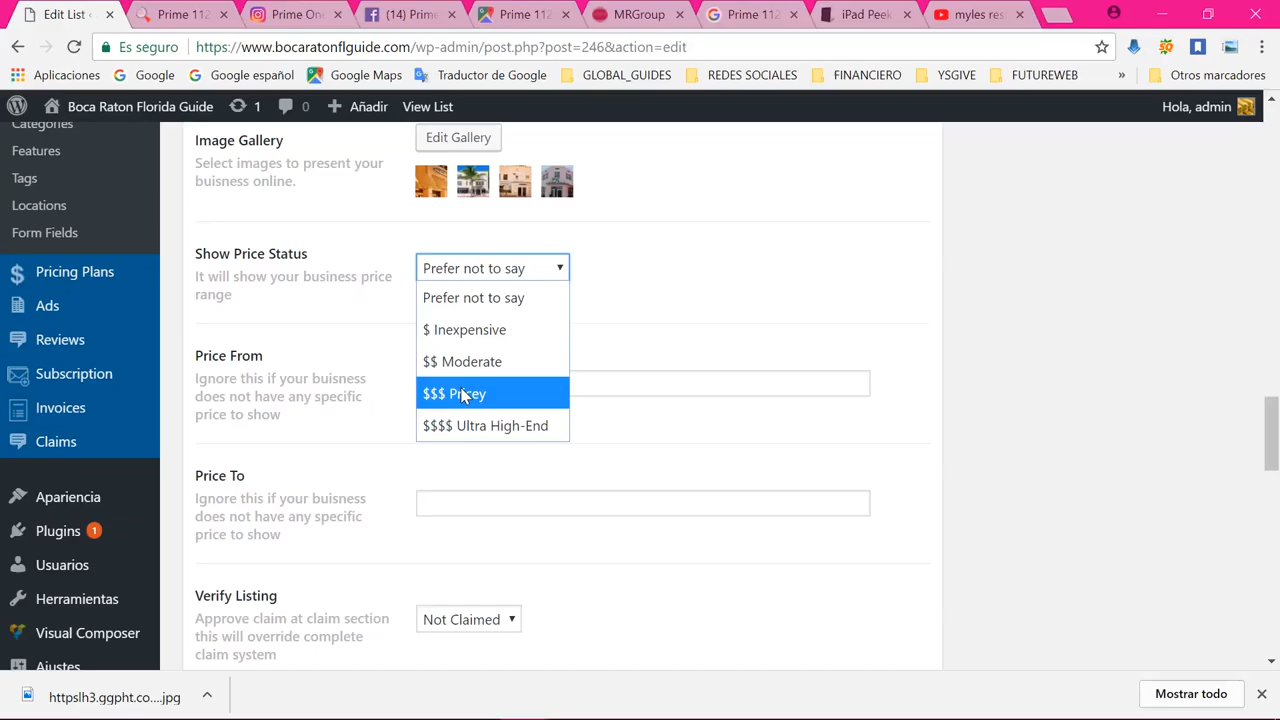 Edit List
Prime 112
Prime On
(14) Prime
Prime 112
MRGroup
Prime 112
iPad Peek
myles res
Es seguro
https://www.bocaratonflguide.com/wp-admin/post.php?post=246&action=edit
Aplicaciones
Google
Google español
Google Maps
Traductor de Google
GLOBAL_GUIDES
REDES SOCIALES
FINANCIERO
YSGIVE
FUTUREWEB
»
Otros marcadores
Boca Raton Florida Guide
1
0
Añadir
View List
Hola, admin
Categories
Features
Tags
Locations
Form Fields
Pricing Plans
Ads
Reviews
Subscription
Invoices
Claims
Apariencia
Plugins 1
Usuarios
Herramientas
Visual Composer
Ajustes
Image Gallery
Select images to present your
buisness online.
Edit Gallery
Show Price Status
It will show your business price
range
Prefer not to say
Prefer not to say
$ Inexpensive
$$ Moderate
$$$ Pricey
$$$$ Ultra High-End
Price From
Ignore this if your buisness
does not have any specific
price to show
Price To
Ignore this if your buisness
does not have any specific
price to show
Verify Listing
Approve claim at claim section
this will override complete
claim system
Not Claimed
httpslh3.ggpht.co....jpg
Mostrar todo